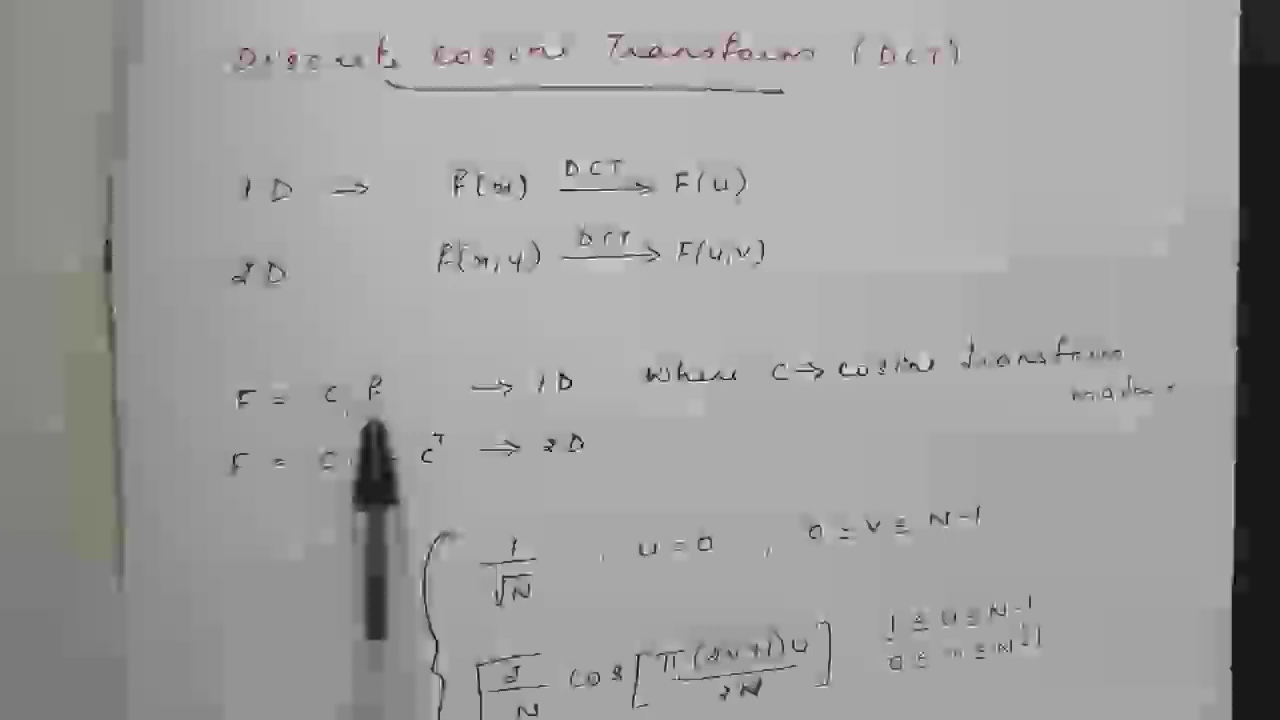 Discrete Cosine Transform (DCT)
1D → f(x) DCT→ F(u)
2D f(x,y) DCT→ F(u,v)
F = C. f → 1D where C → cosine transform
F = C Cᵀ → 2D
1/√N , u = 0 , 0 ≤ v ≤ N-1
√2/N cos[π(2v+1)u/2N] 1 ≤ u ≤ N-1
0 ≤ ≤ N-1